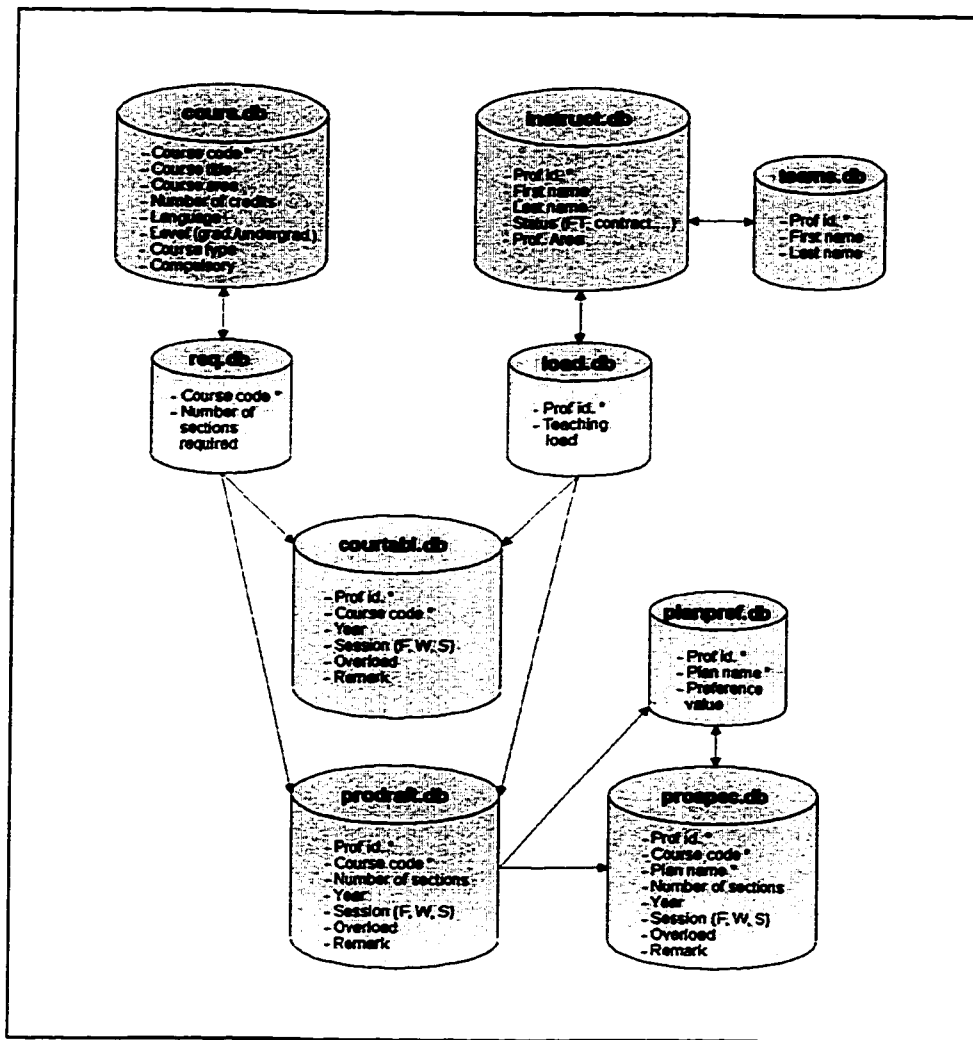 cours.db
- Course code *
- Course title
- Course area
- Number of credits
- Language
- Level (grad./undergrad.)
- Course type
- Compulsory
instruct.db
- Prof id. *
- First name
- Last name
- Status (FT, contract....)
- Prof. Area
teams.db
- Prof id. *
- First name
- Last name
req.db
- Course code *
- Number of
sections
required
load.db
- Prof id. *
- Teaching
load
courtabl.db
- Prof id. *
- Course code *
- Year
- Session (F, W, S)
- Overload
- Remark
planpref.db
- Prof id. *
- Plan name *
- Preference
value
prodraft.db
- Prof id. *
- Course code *
- Number of sections
- Year
- Session (F, W, S)
- Overload
- Remark
prospec.db
- Prof id. *
- Course code *
- Plan name *
- Number of sections
- Year
- Session (F, W, S)
- Overload
- Remark